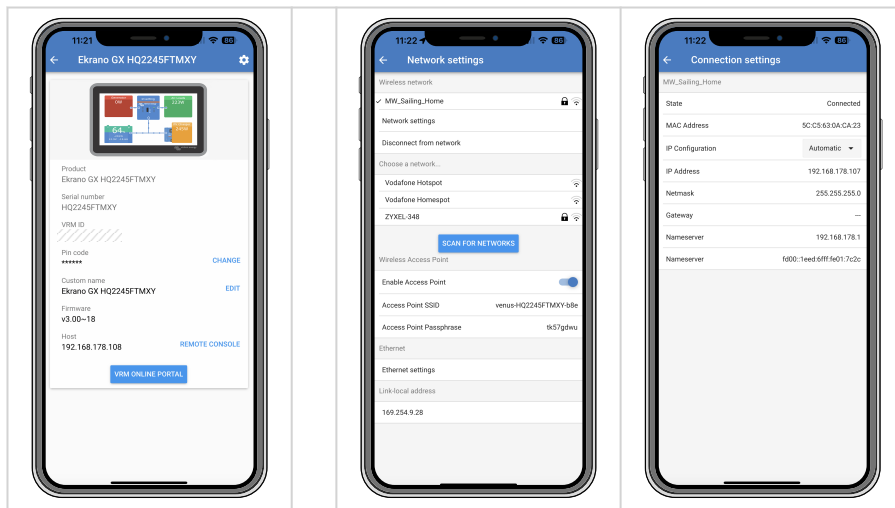 11:21
86
Ekrano GX HQ2245FTMXY
0W
223W
64
245W
Product
Ekrano GX HQ2245FTMXY
Serial number
HQ2245FTMXY
VRM ID
Pin code
****** CHANGE
Custom name
Ekrano GX HQ2245FTMXY EDIT
Firmware
v3.00~18
Host
192.168.178.108 REMOTE CONSOLE
VRM ONLINE PORTAL
11:22
86
Network settings
Wireless network
MW_Sailing_Home
Network settings
Disconnect from network
Choose a network...
Vodafone Hotspot
Vodafone Homespot
ZYXEL-348
SCAN FOR NETWORKS
Wireless Access Point
Enable Access Point
Access Point SSID venus-HQ2245FTMXY-b8e
Access Point Passphrase tk57gdwu
Ethernet
Ethernet settings
Link-local address
169.254.9.28
11:22
86
Connection settings
MW_Sailing_Home
State Connected
MAC Address 5C:C5:63:0A:CA:23
IP Configuration Automatic
IP Address 192.168.178.107
Netmask 255.255.255.0
Gateway —
Nameserver 192.168.178.1
Nameserver fd00::1eed:6fff:fe01:7c2c